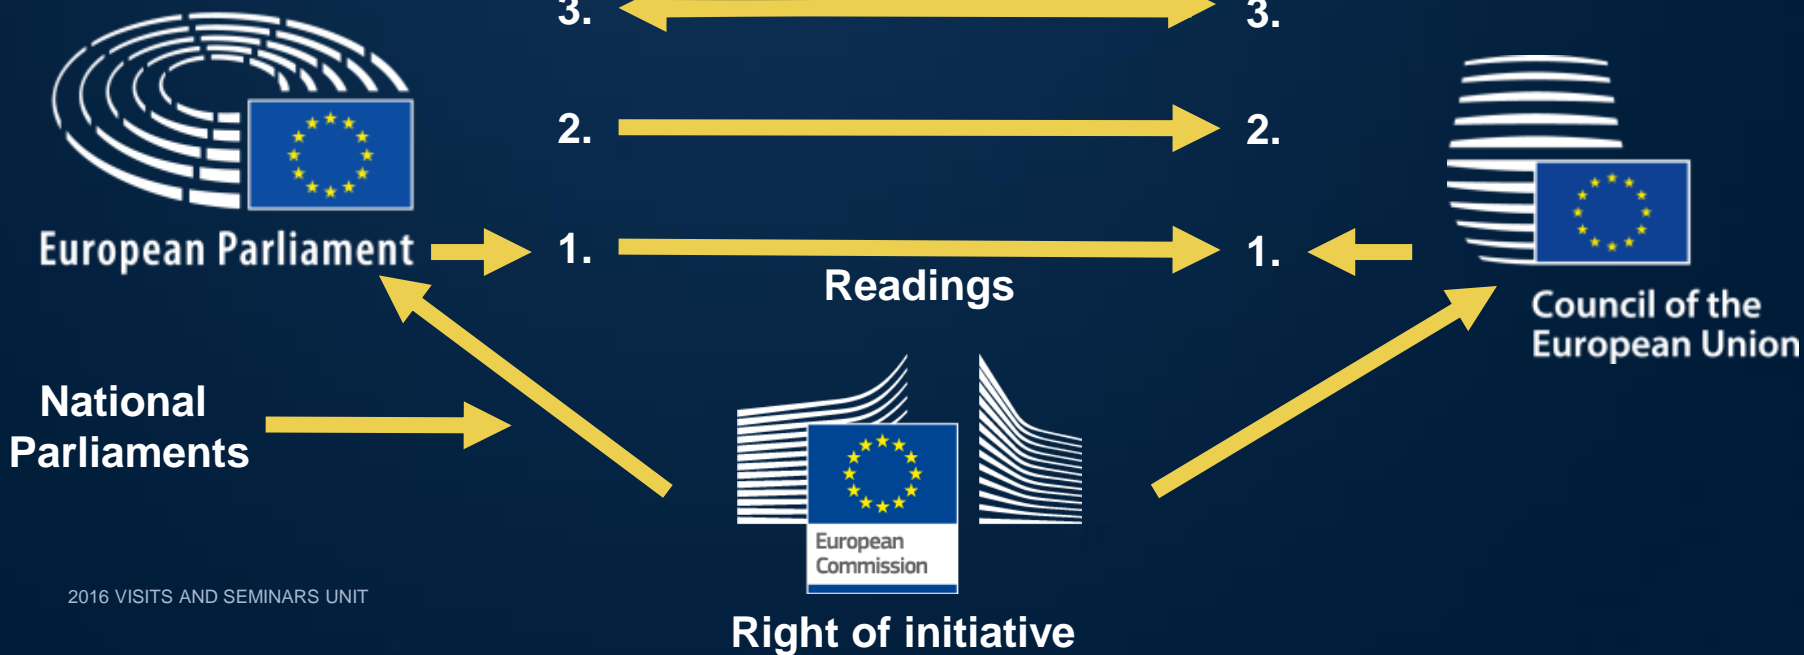 3.
3.
2.
2.
European Parliament
1.
1.
Readings
Council of the
European Union
National
Parliaments
European
Commission
2016 VISITS AND SEMINARS UNIT
Right of initiative